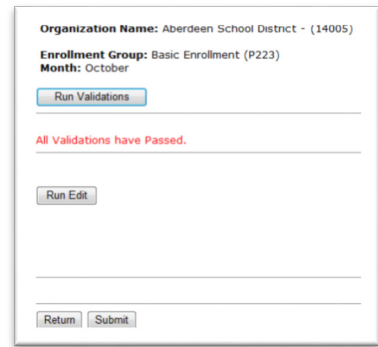 Organization Name: Aberdeen School District - (14005)
Enrollment Group: Basic Enrollment (P223)
Month: October
Run Validations
All Validations have Passed.
Run Edit
Return Submit